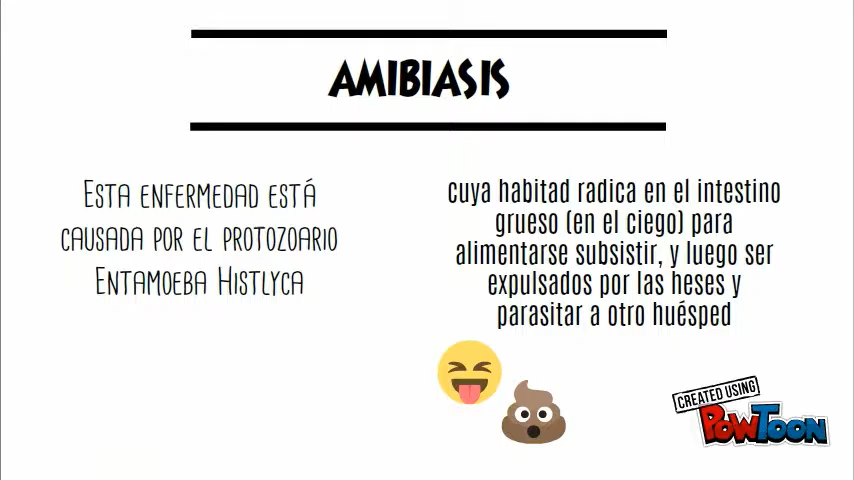 AMIBIASIS
ESTA ENFERMEDAD ESTÁ
CAUSADA POR EL PROTOZOARIO
ENTAMOEBA HISTLYCA
cuya habitad radica en el intestino
grueso (en el ciego) para
alimentarse subsistir, y luego ser
expulsados por las heses y
parasitar a otro huésped
CREATED USING
POWTOON